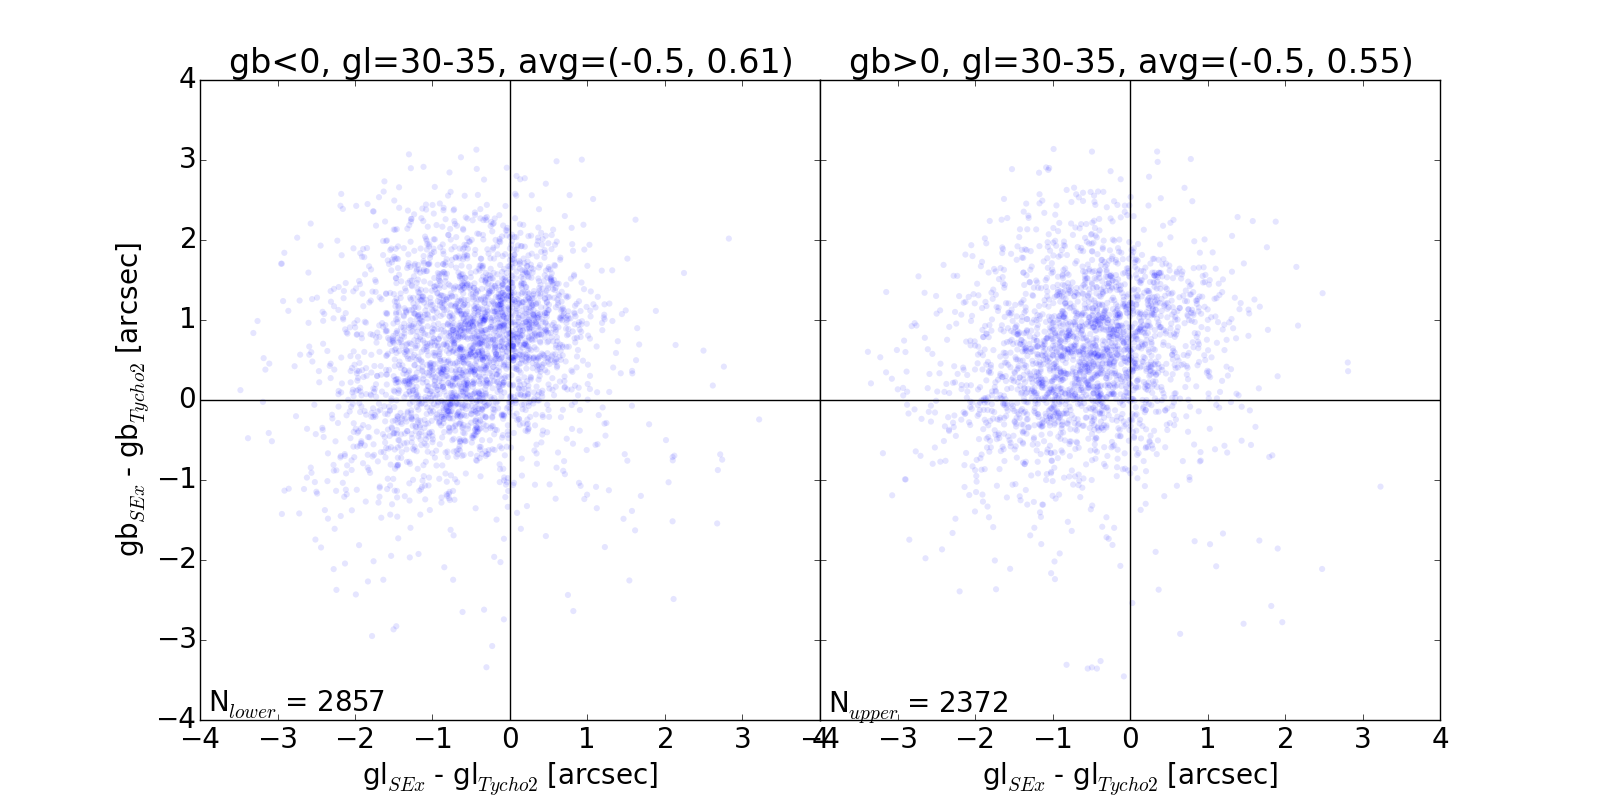 gb<0, gl=30-35, avg=(-0.5, 0.61)
gb>0, gl=30-35, avg=(-0.5, 0.55)
4
3
2
1
0
−1
−2
−3
−4
gb_SEx - gb_Tycho2 [arcsec]
N_lower = 2857
N_upper = 2372
−4 −3 −2 −1 0 1 2 3 4
−4 −3 −2 −1 0 1 2 3 4
gl_SEx - gl_Tycho2 [arcsec]
gl_SEx - gl_Tycho2 [arcsec]